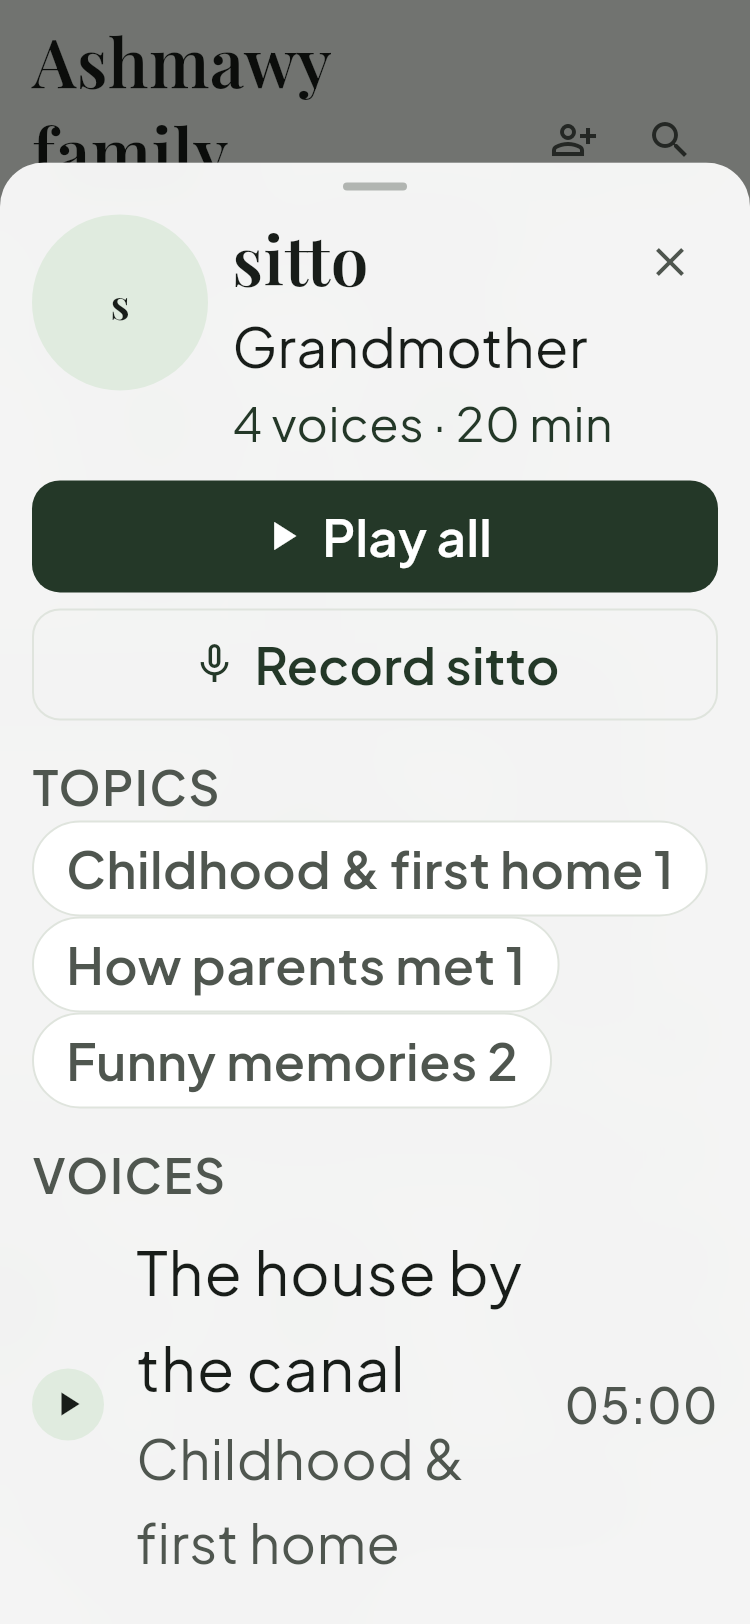 Ashmawy
family
s
sitto
Grandmother
4 voices · 20 min
Play all
Record sitto
TOPICS
Childhood & first home 1
How parents met 1
Funny memories 2
VOICES
The house by
the canal
05:00
Childhood &
first home